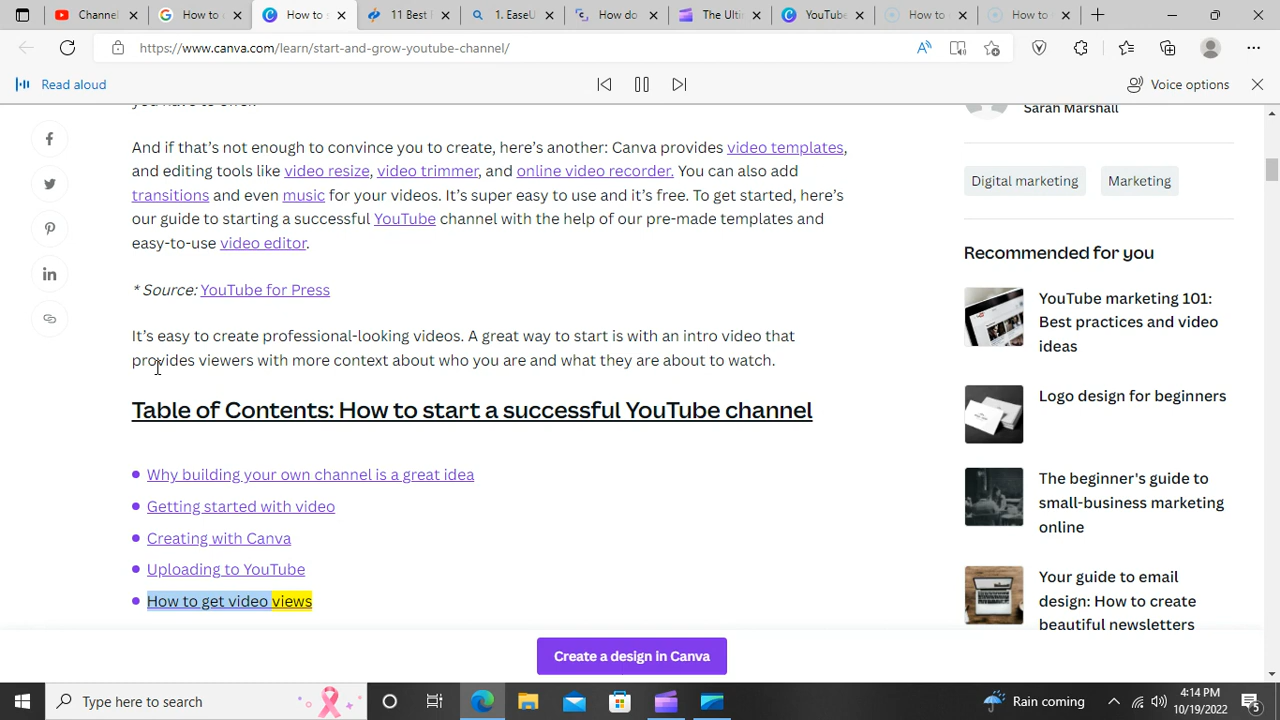 Channel
How to
How to s
11 Best
1. EaseU
How do
The Ulti
YouTube
How to
How to
https://www.canva.com/learn/start-and-grow-youtube-channel/
Read aloud
Voice options
And if that's not enough to convince you to create, here's another: Canva provides video templates,
and editing tools like video resize, video trimmer, and online video recorder. You can also add
transitions and even music for your videos. It's super easy to use and it's free. To get started, here's
our guide to starting a successful YouTube channel with the help of our pre-made templates and
easy-to-use video editor.
* Source: YouTube for Press
It's easy to create professional-looking videos. A great way to start is with an intro video that
provides viewers with more context about who you are and what they are about to watch.
Table of Contents: How to start a successful YouTube channel
Why building your own channel is a great idea
Getting started with video
Creating with Canva
Uploading to YouTube
How to get video views
Sarah Marshall
Digital marketing
Marketing
Recommended for you
YouTube marketing 101:
Best practices and video
ideas
Logo design for beginners
The beginner's guide to
small-business marketing
online
Your guide to email
design: How to create
beautiful newsletters
Create a design in Canva
Type here to search
Rain coming
4:14 PM
10/19/2022
5